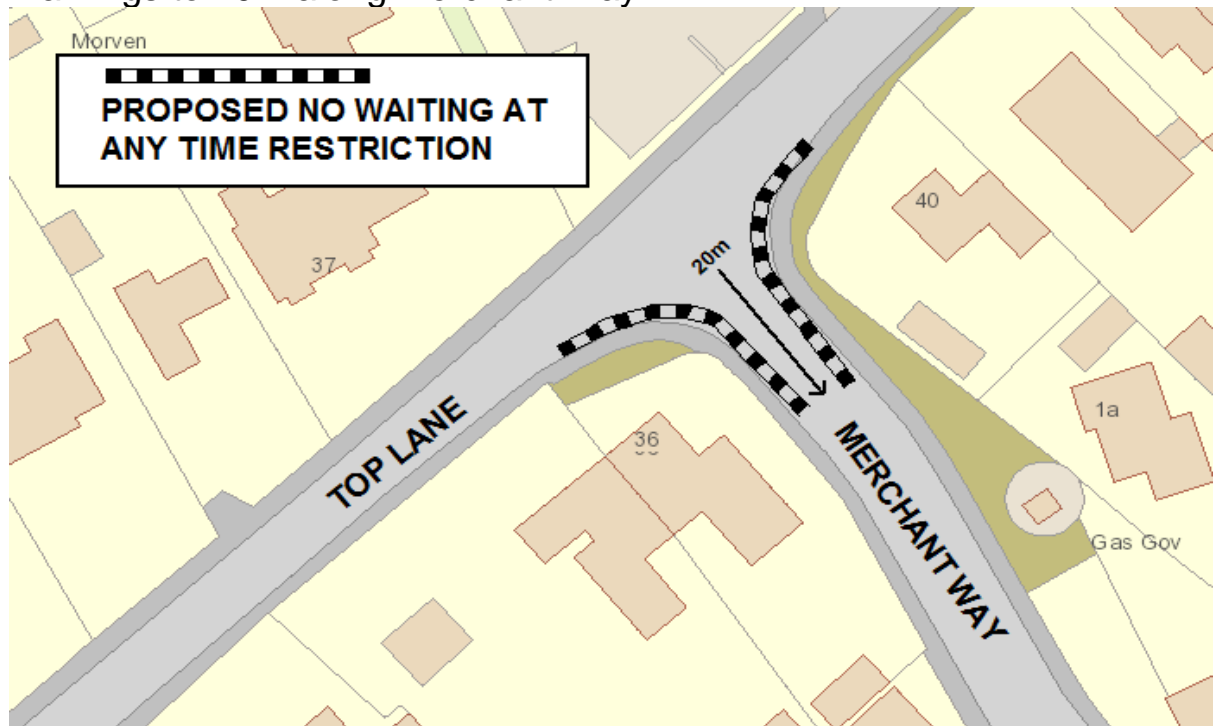 Morven
PROPOSED NO WAITING AT
ANY TIME RESTRICTION
40
37
20m
1a
TOP LANE
36
MERCHANT WAY
Gas Gov